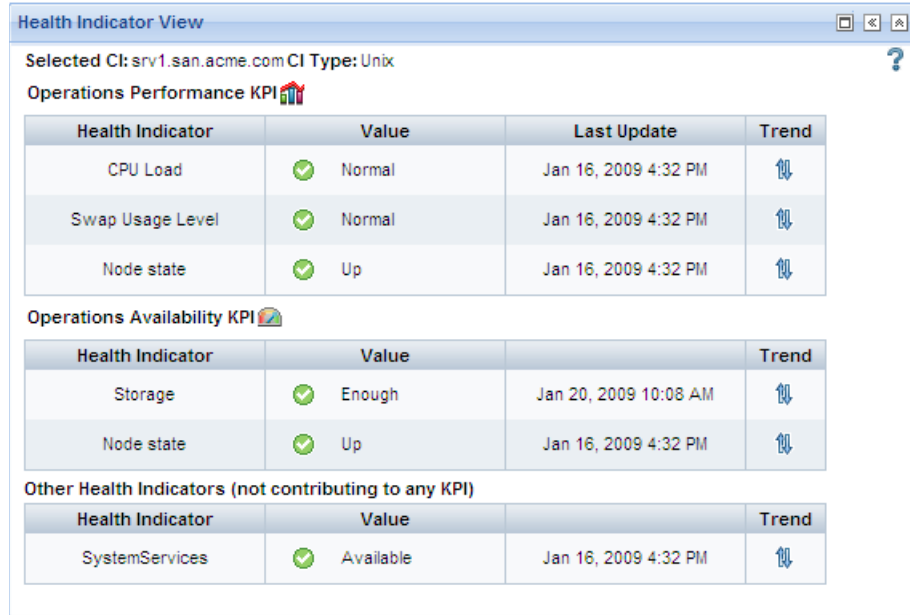 Health Indicator View
Selected CI: srv1.san.acme.com CI Type: Unix
?
Operations Performance KPI
Health Indicator Value Last Update Trend
CPU Load Normal Jan 16, 2009 4:32 PM
Swap Usage Level Normal Jan 16, 2009 4:32 PM
Node state Up Jan 16, 2009 4:32 PM
Operations Availability KPI
Health Indicator Value Trend
Storage Enough Jan 20, 2009 10:08 AM
Node state Up Jan 16, 2009 4:32 PM
Other Health Indicators (not contributing to any KPI)
Health Indicator Value Trend
SystemServices Available Jan 16, 2009 4:32 PM